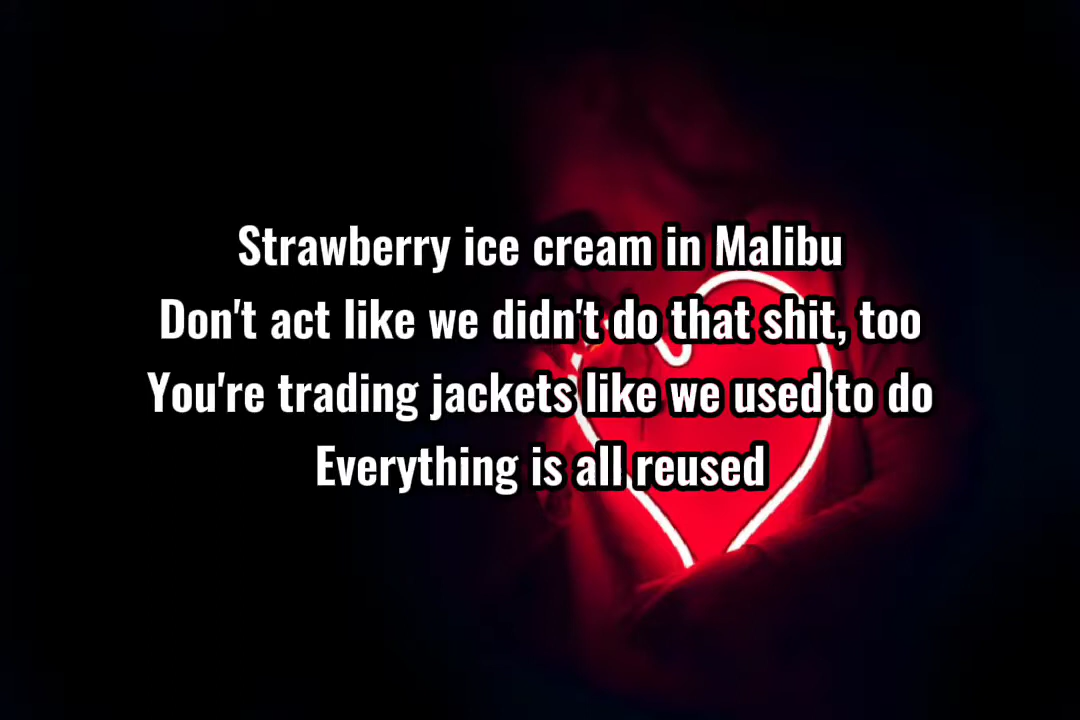 Strawberry ice cream in Malibu
Don't act like we didn't do that shit, too
You're trading jackets like we used to do
Everything is all reused